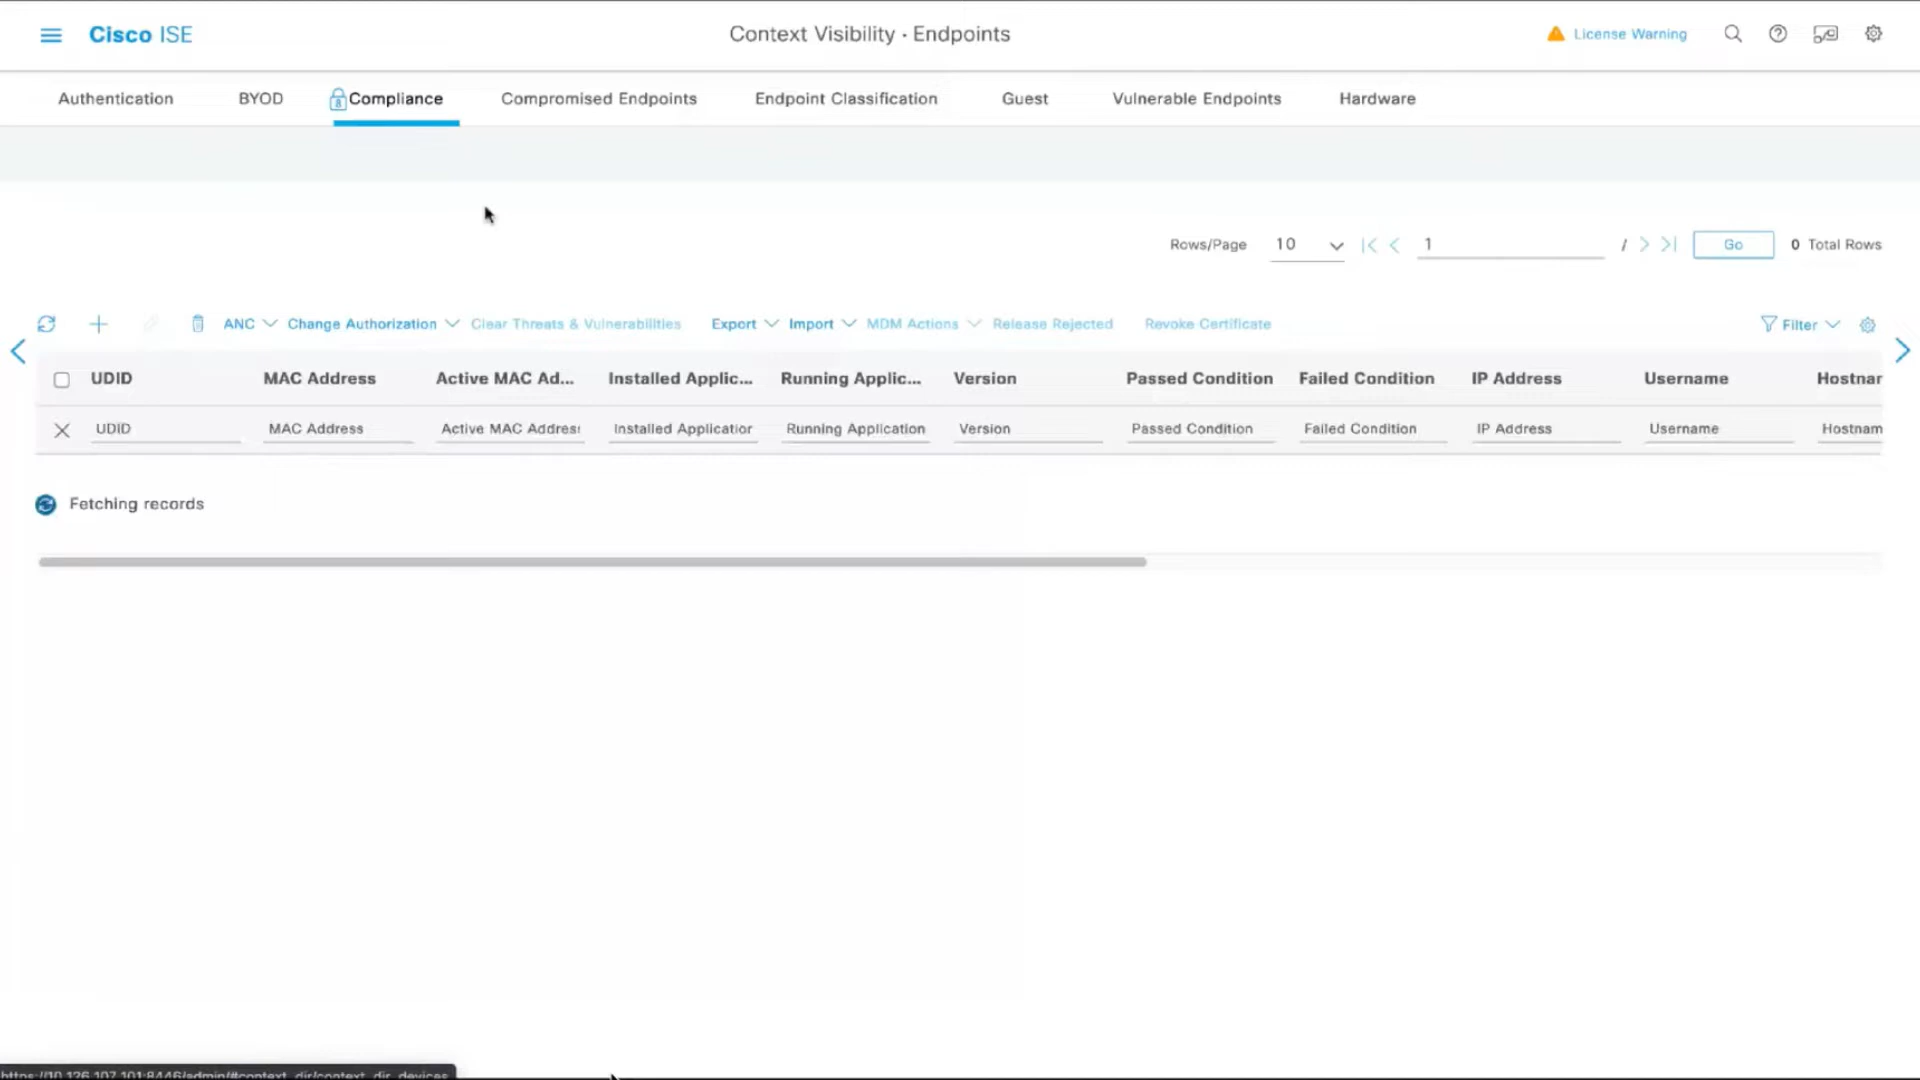 Cisco ISE
Context Visibility · Endpoints
License Warning
Authentication BYOD Compliance Compromised Endpoints Endpoint Classification Guest Vulnerable Endpoints Hardware
Rows/Page 10 1 / Go 0 Total Rows
ANC Change Authorization Clear Threats & Vulnerabilities Export Import MDM Actions Release Rejected Revoke Certificate Filter
UDID MAC Address Active MAC Ad... Installed Applic... Running Applic... Version Passed Condition Failed Condition IP Address Username Hostnar
UDID MAC Address Active MAC Address Installed Application Running Application Version Passed Condition Failed Condition IP Address Username Hostnam
Fetching records
https://10.126.107.101:8446/admin/#context_dir/context_dir_devices